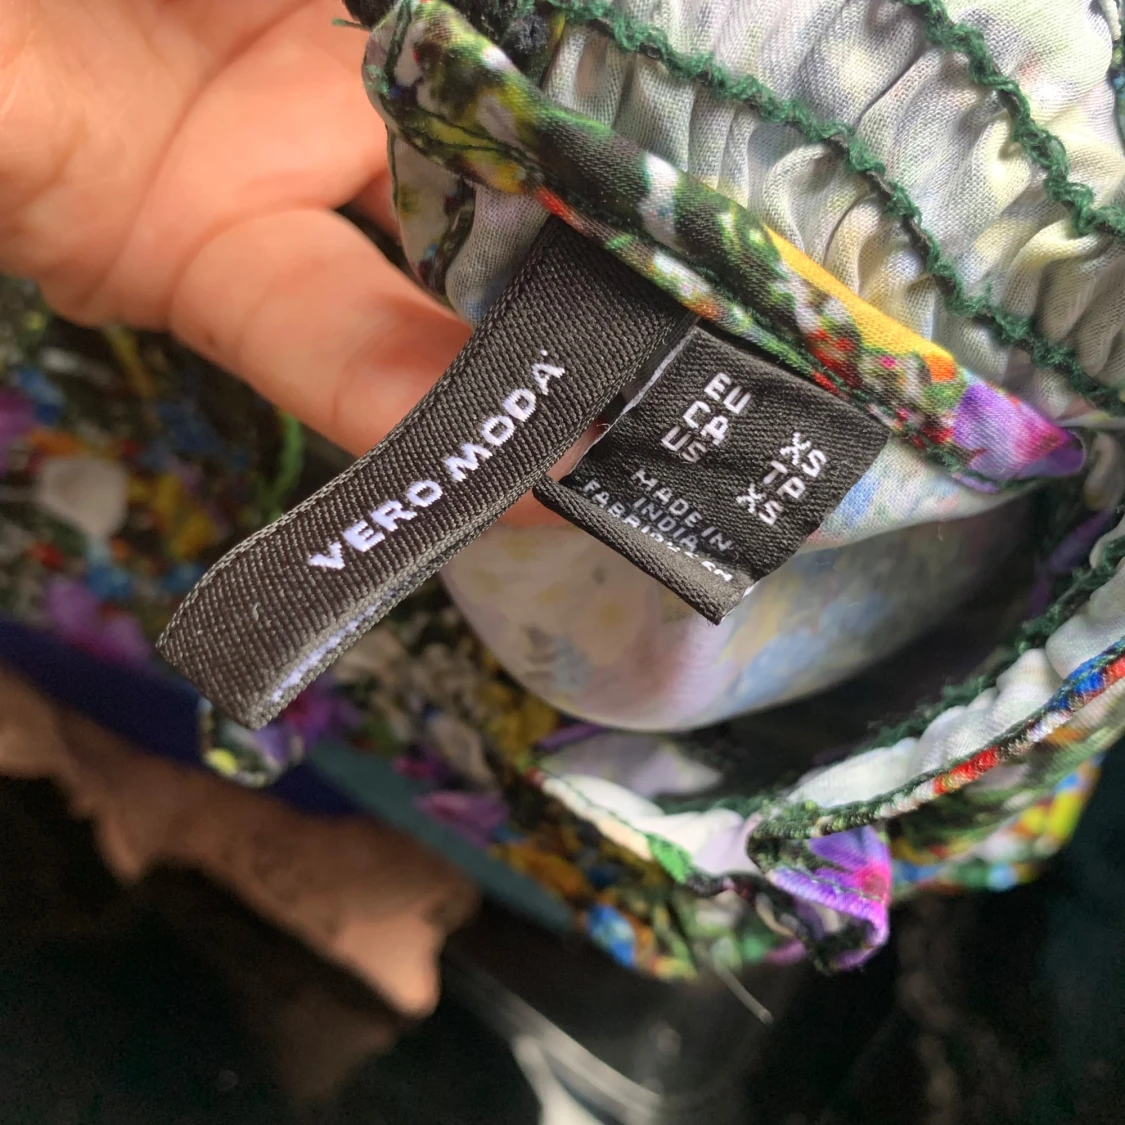 VERO MODA
EU XS
CA TP
US XS
MADE IN
INDIA